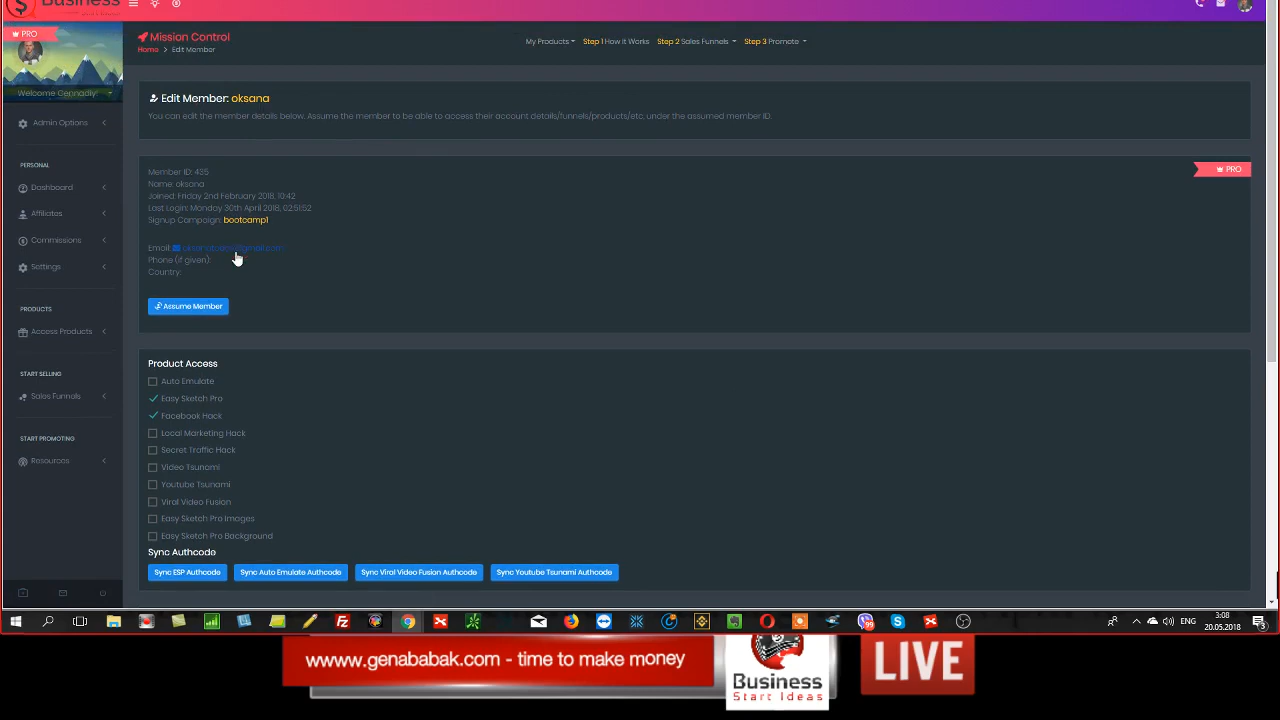 Business
PRO
Welcome Gennadiy
Admin Options
PERSONAL
Dashboard
Affiliates
Commissions
Settings
PRODUCTS
Access Products
START SELLING
Sales Funnels
START PROMOTING
Resources
Mission Control
Home > Edit Member
My Products
Step 1 How It Works
Step 2 Sales Funnels
Step 3 Promote
Edit Member: oksana
You can edit the member details below. Assume the member to be able to access their account details/funnels/products/etc, under the assumed member ID.
PRO
Member ID: 435
Name: oksana
Joined: Friday 2nd February 2018, 10:42
Last Login: Monday 30th April 2018, 02:51:52
Signup Campaign: bootcamp1
Email:
Phone (if given):
Country:
Assume Member
Product Access
Auto Emulate
Easy Sketch Pro
Facebook Hack
Local Marketing Hack
Secret Traffic Hack
Video Tsunami
Youtube Tsunami
Viral Video Fusion
Easy Sketch Pro Images
Easy Sketch Pro Background
Sync Authcode
Sync ESP Authcode
Sync Auto Emulate Authcode
Sync Viral Video Fusion Authcode
Sync Youtube Tsunami Authcode
ENG
3:08
20.05.2018
www.genababak.com - time to make money
Business
Start Ideas
LIVE